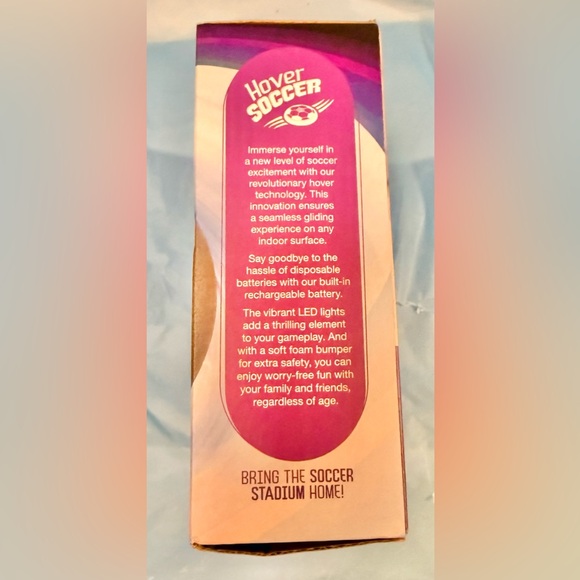 Hover
SOCCER
Immerse yourself in
a new level of soccer
excitement with our
revolutionary hover
technology. This
innovation ensures
a seamless gliding
experience on any
indoor surface.
Say goodbye to the
hassle of disposable
batteries with our built-in
rechargeable battery.
The vibrant LED lights
add a thrilling element
to your gameplay. And
with a soft foam bumper
for extra safety, you can
enjoy worry-free fun with
your family and friends,
regardless of age.
BRING THE SOCCER
STADIUM HOME!